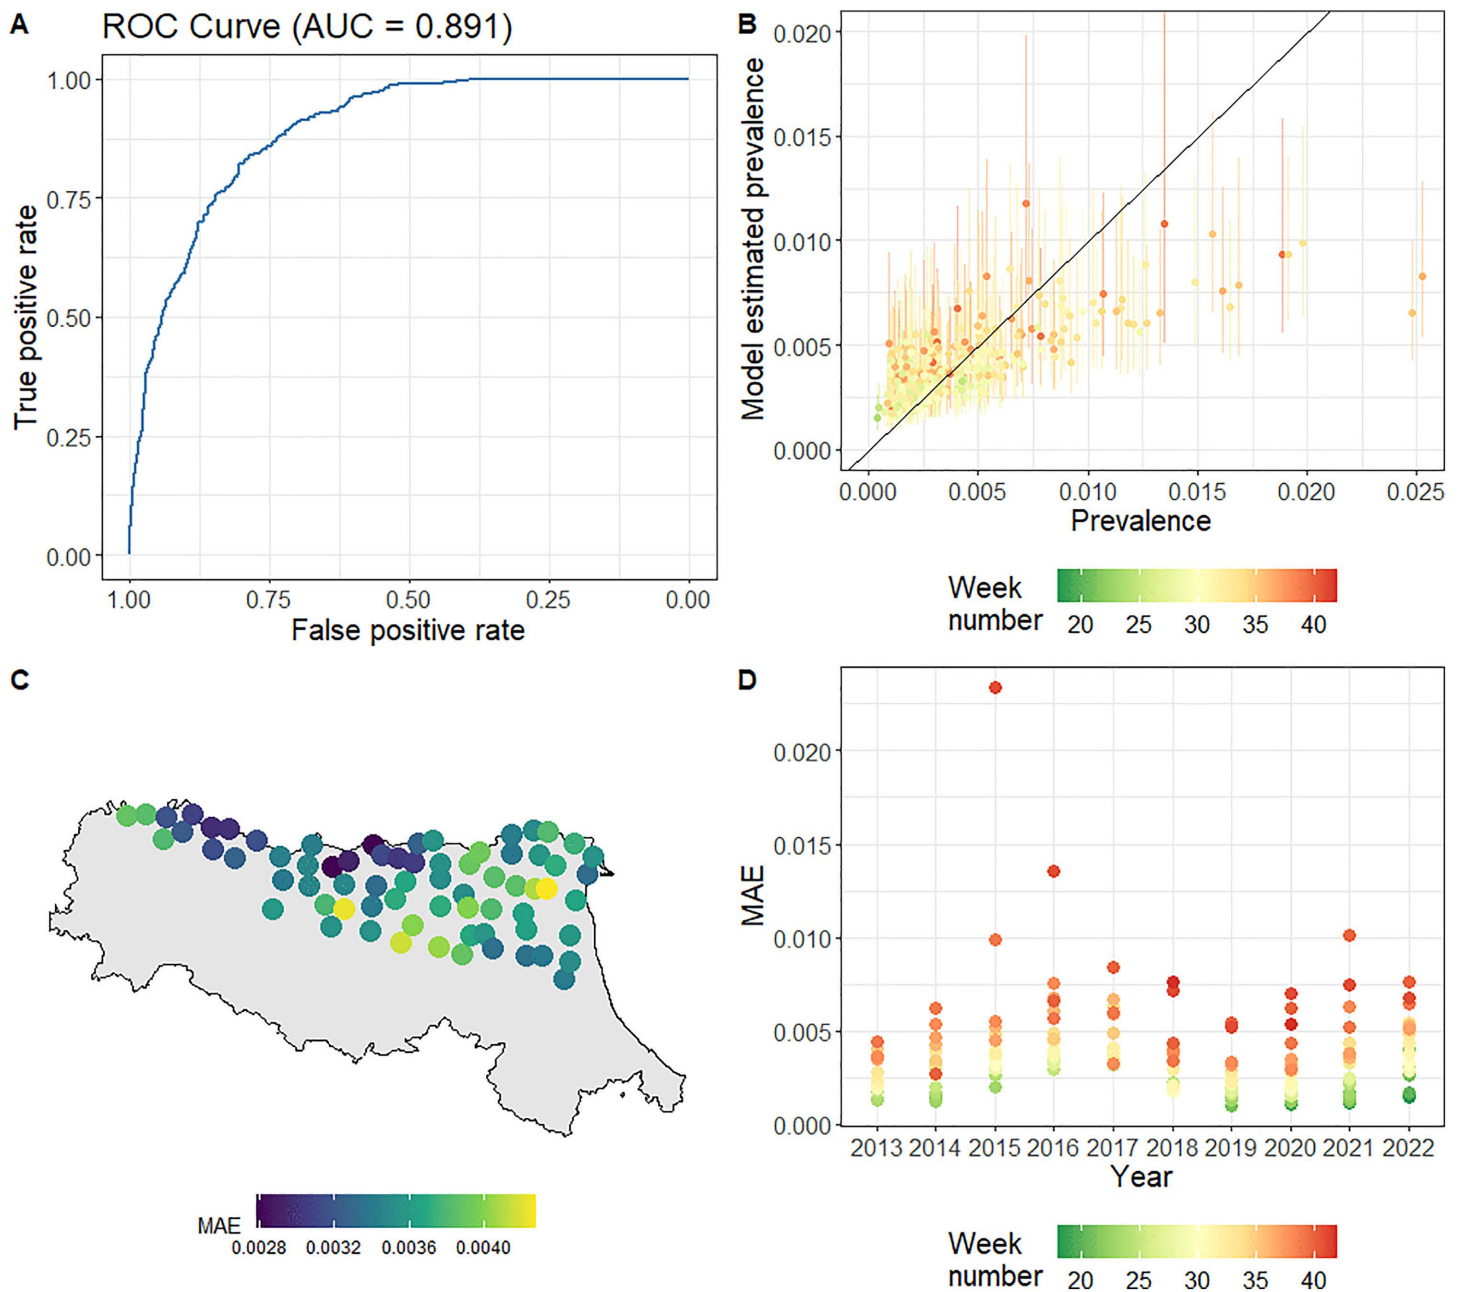 A
ROC Curve (AUC = 0.891)
True positive rate
1.00
0.75
0.50
0.25
0.00
1.00 0.75 0.50 0.25 0.00
False positive rate
B
Model estimated prevalence
0.020
0.015
0.010
0.005
0.000
0.000 0.005 0.010 0.015 0.020 0.025
Prevalence
Week
number
20 25 30 35 40
C
MAE
0.0028 0.0032 0.0036 0.0040
D
MAE
0.020
0.015
0.010
0.005
0.000
2013 2014 2015 2016 2017 2018 2019 2020 2021 2022
Year
Week
number
20 25 30 35 40